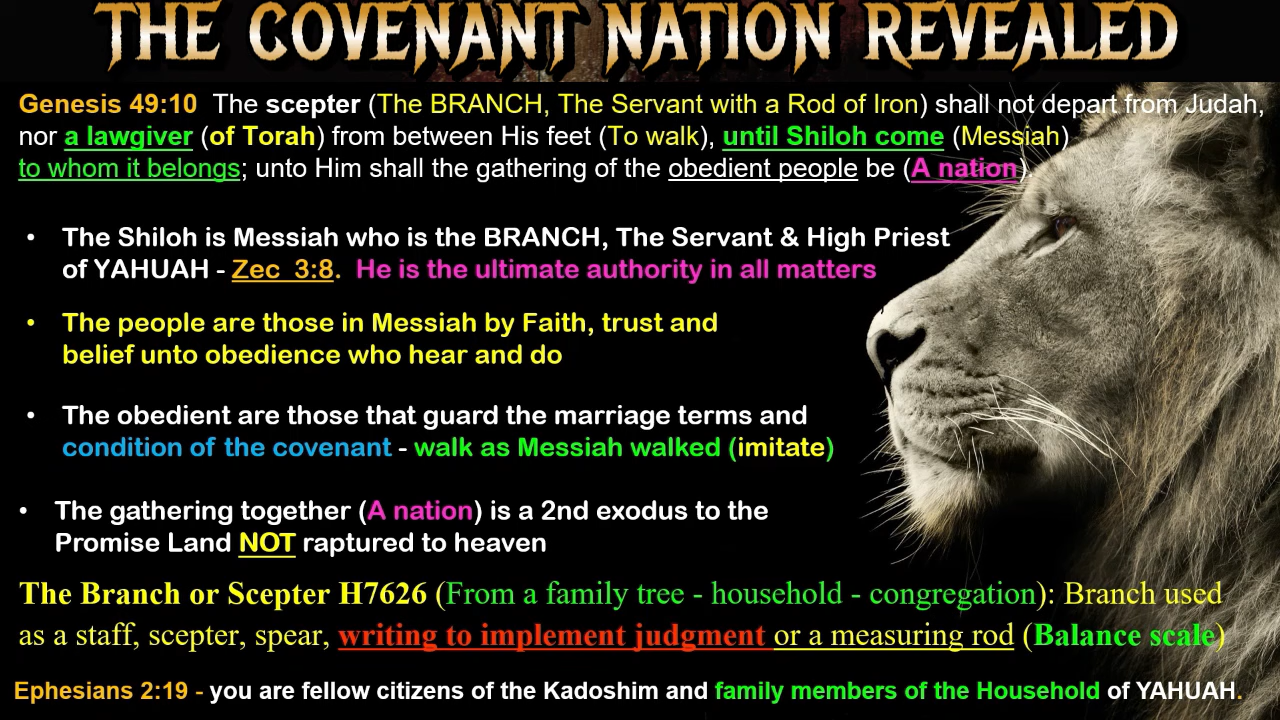 THE COVENANT NATION REVEALED
Genesis 49:10 The scepter (The BRANCH, The Servant with a Rod of Iron) shall not depart from Judah,
nor a lawgiver (of Torah) from between His feet (To walk), until Shiloh come (Messiah)
to whom it belongs; unto Him shall the gathering of the obedient people be (A nation).
• The Shiloh is Messiah who is the BRANCH, The Servant & High Priest
of YAHUAH - Zec 3:8. He is the ultimate authority in all matters
• The people are those in Messiah by Faith, trust and
belief unto obedience who hear and do
• The obedient are those that guard the marriage terms and
condition of the covenant - walk as Messiah walked (imitate)
• The gathering together (A nation) is a 2nd exodus to the
Promise Land NOT raptured to heaven
The Branch or Scepter H7626 (From a family tree - household - congregation): Branch used
as a staff, scepter, spear, writing to implement judgment or a measuring rod (Balance scale)
Ephesians 2:19 - you are fellow citizens of the Kadoshim and family members of the Household of YAHUAH.